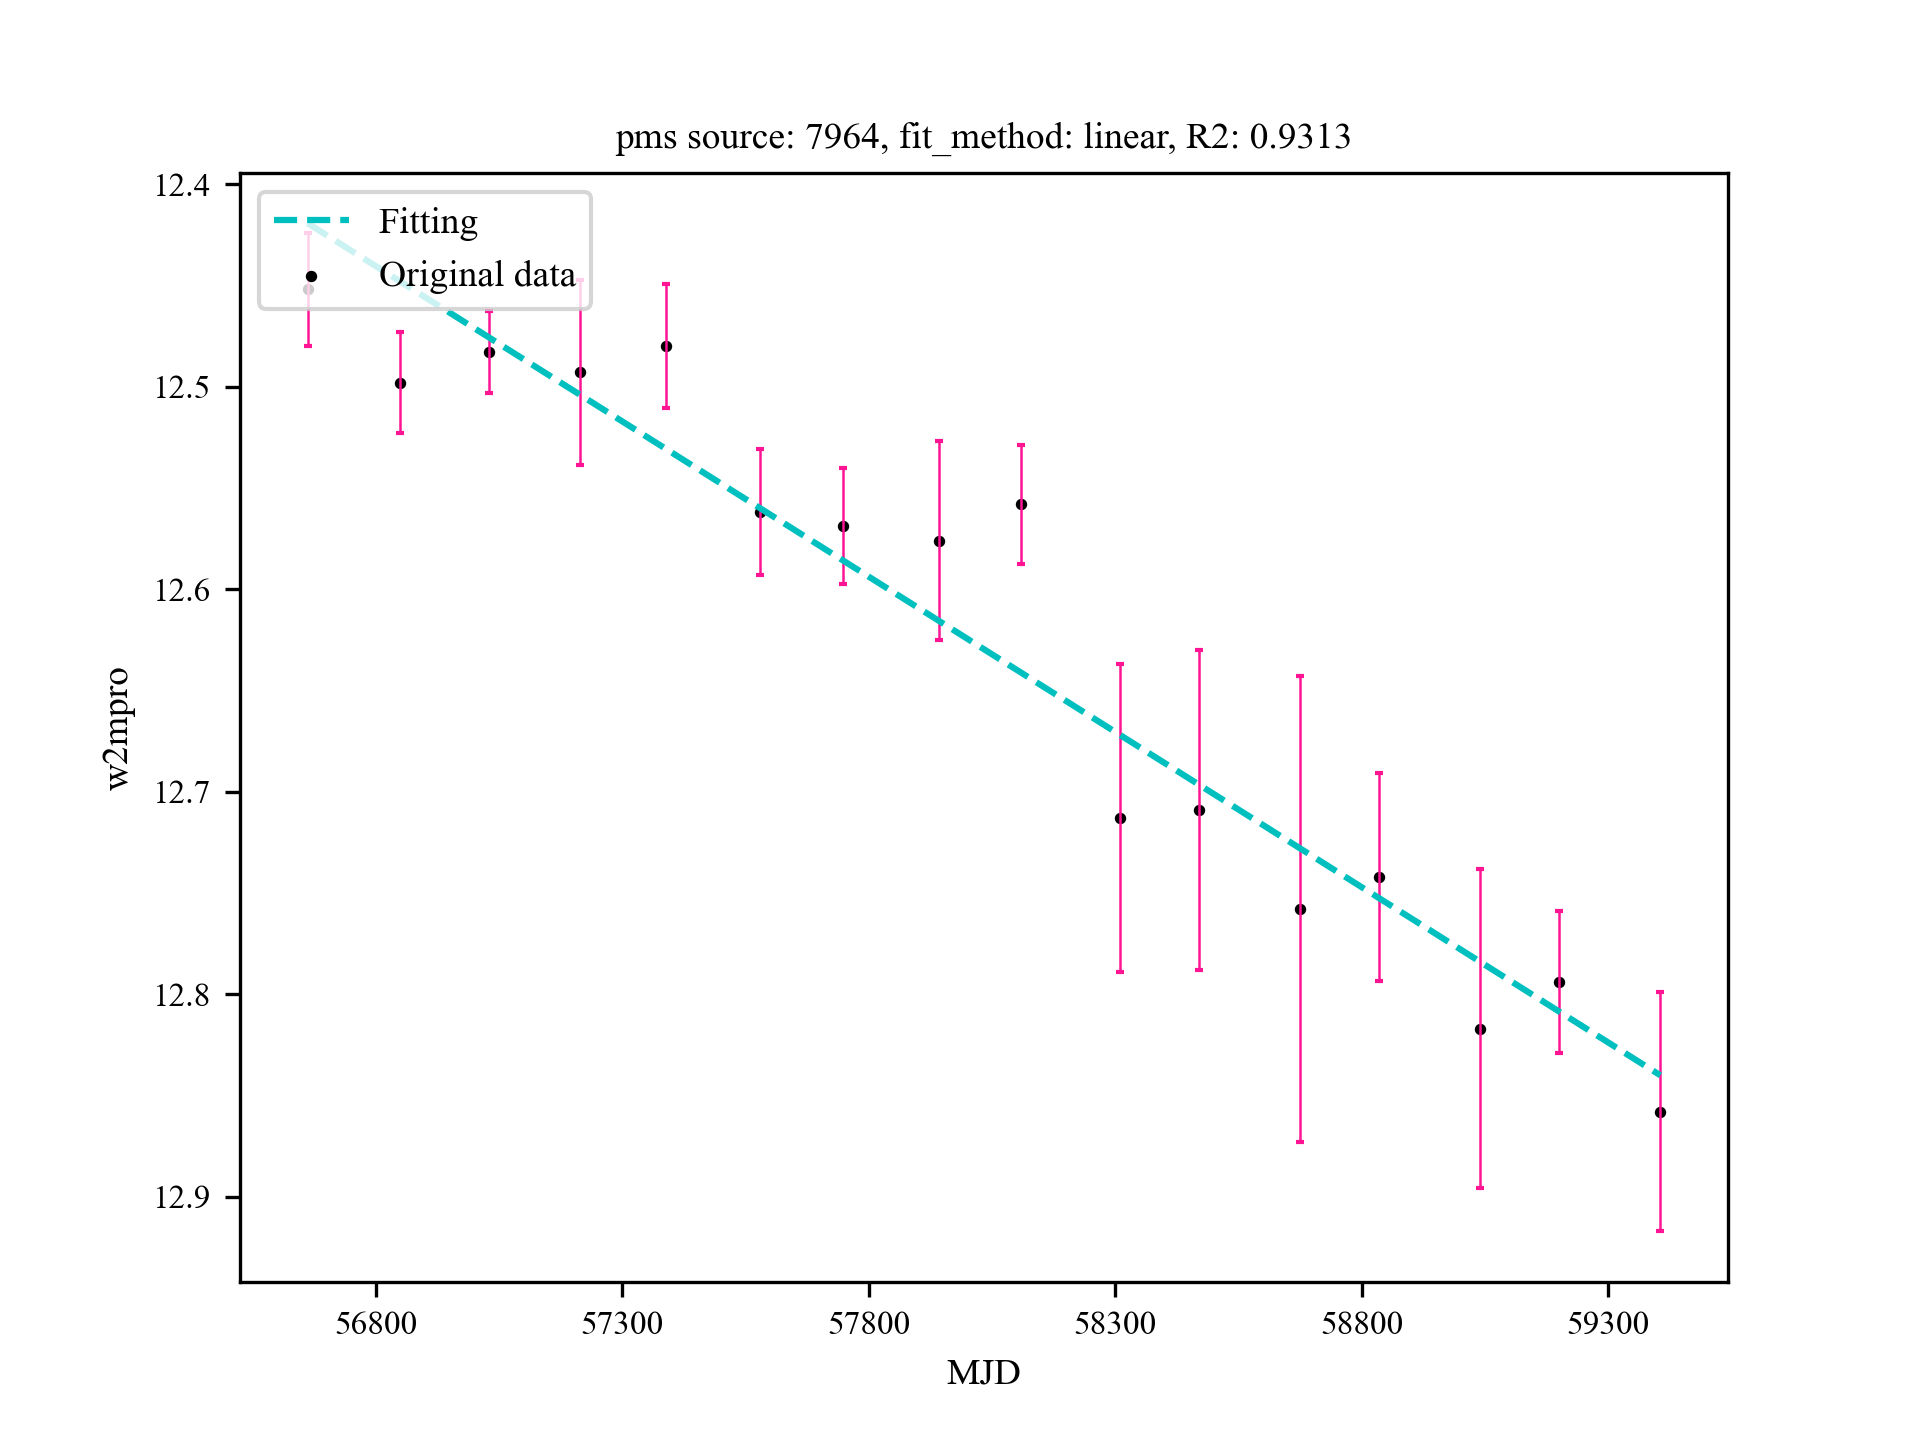 pms source: 7964, fit_method: linear, R2: 0.9313
Fitting
Original data
12.4
12.5
12.6
12.7
12.8
12.9
w2mpro
56800 57300 57800 58300 58800 59300
MJD